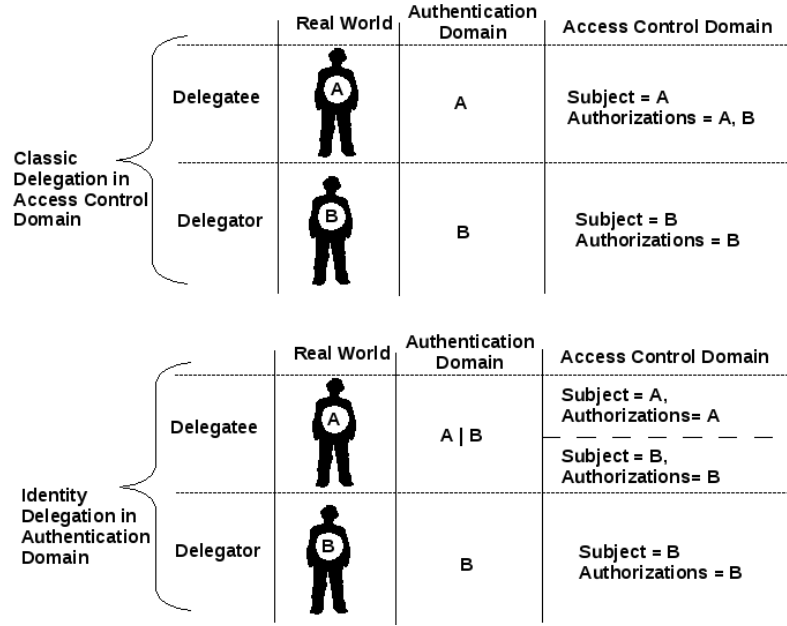 Real World
Authentication
Domain
Access Control Domain
Delegatee
A
A
Subject = A
Authorizations = A, B
Classic
Delegation in
Access Control
Domain
Delegator
B
B
Subject = B
Authorizations = B
Real World
Authentication
Domain
Access Control Domain
Delegatee
A
A | B
Subject = A,
Authorizations= A
Subject = B,
Authorizations= B
Identity
Delegation in
Authentication
Domain
Delegator
B
B
Subject = B
Authorizations = B